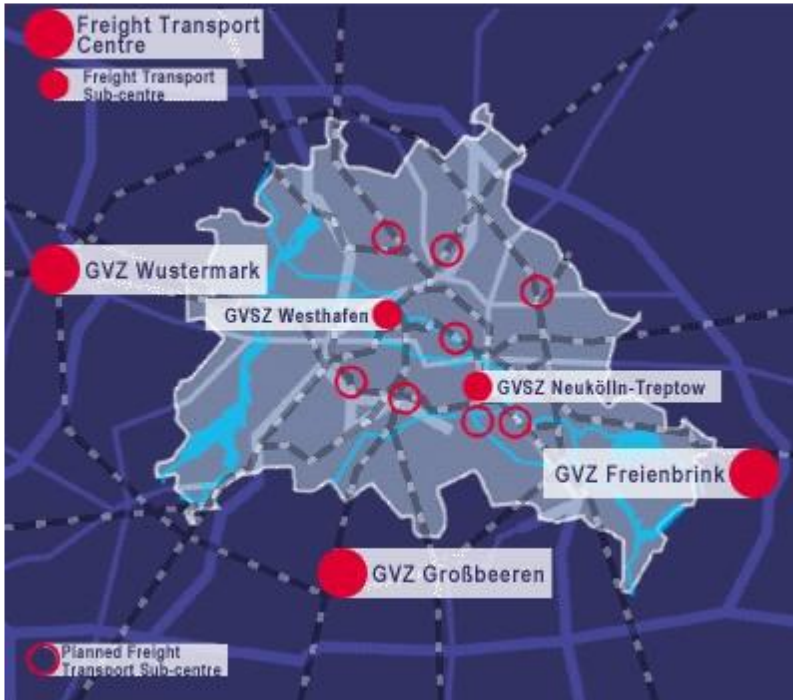 Freight Transport
Centre
Freight Transport
Sub-centre
GVZ Wustermark
GVSZ Westhafen
GVSZ Neukölln-Treptow
GVZ Freienbrink
GVZ Großbeeren
Planned Freight
Transport Sub-centre